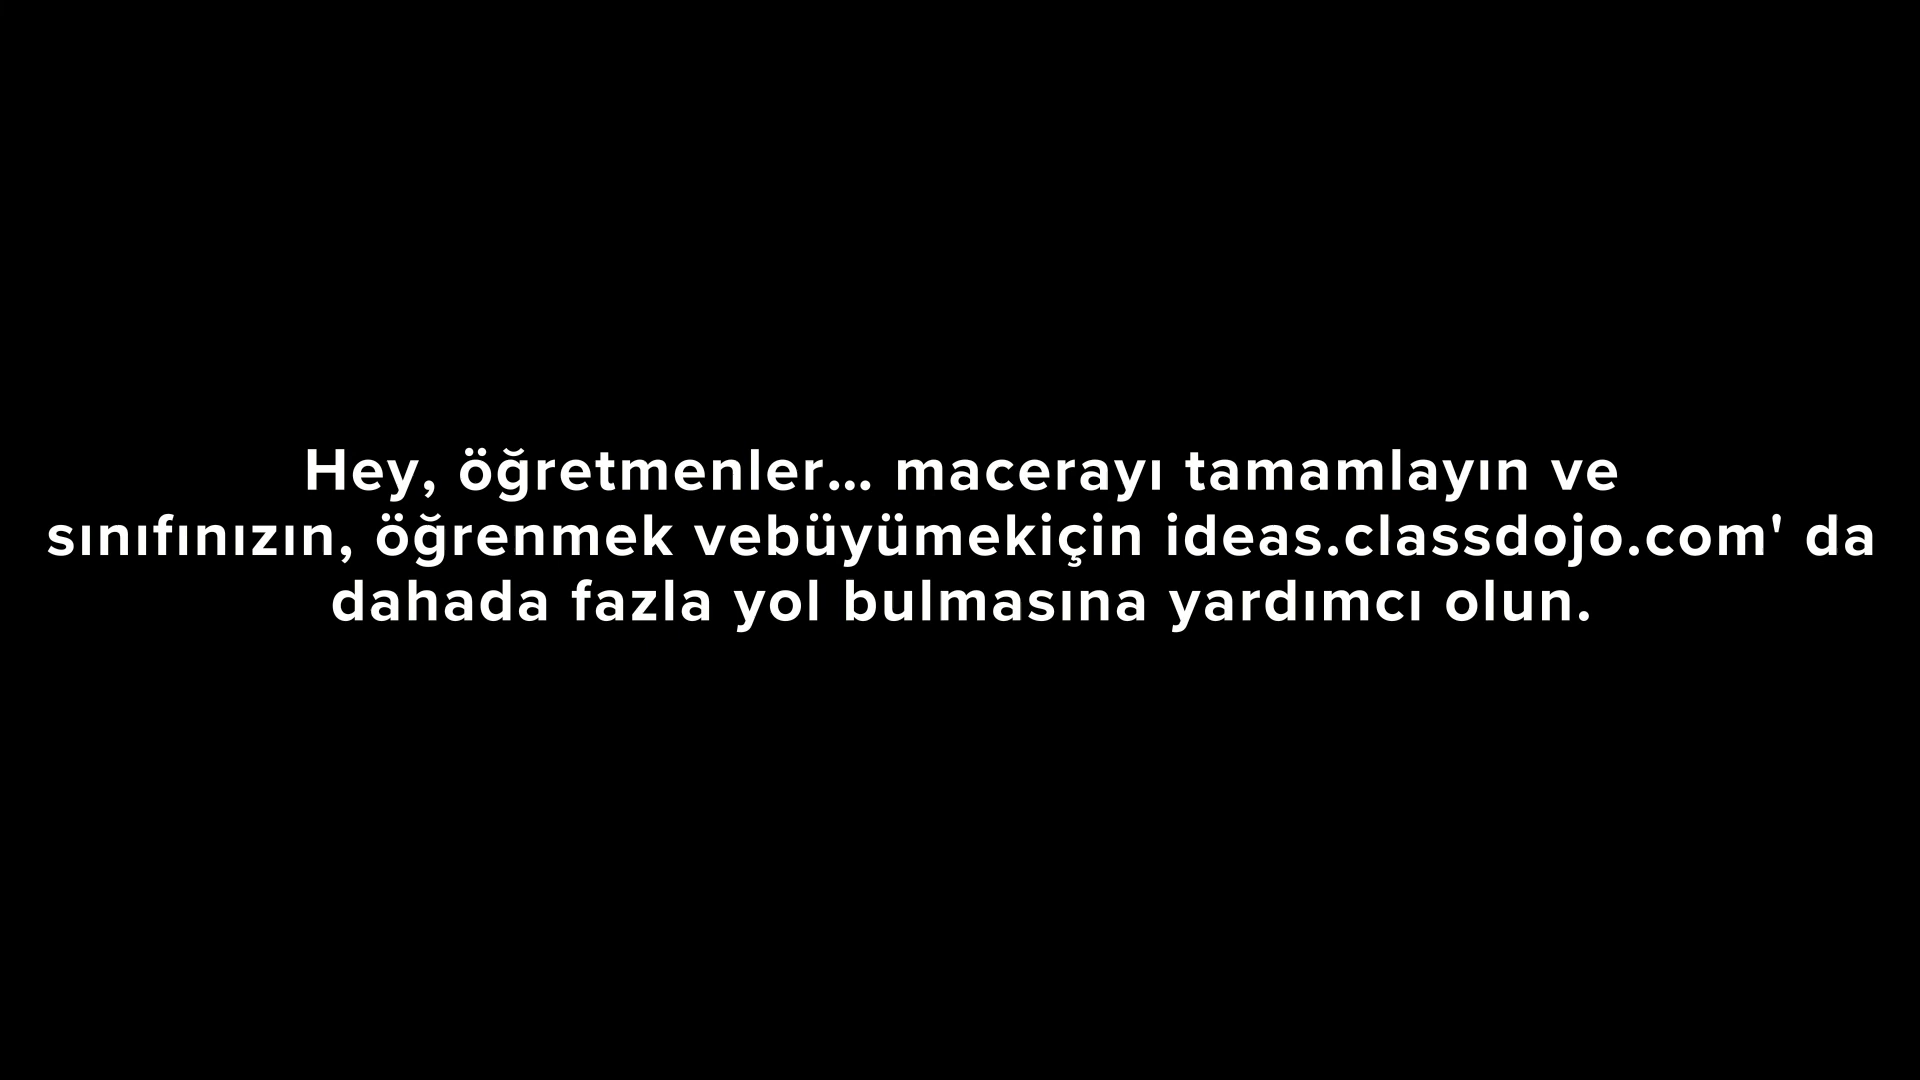 Hey, öğretmenler... macerayı tamamlayın ve
sınıfınızın, öğrenmek vebüyümekiçin ideas.classdojo.com' da
dahada fazla yol bulmasına yardımcı olun.